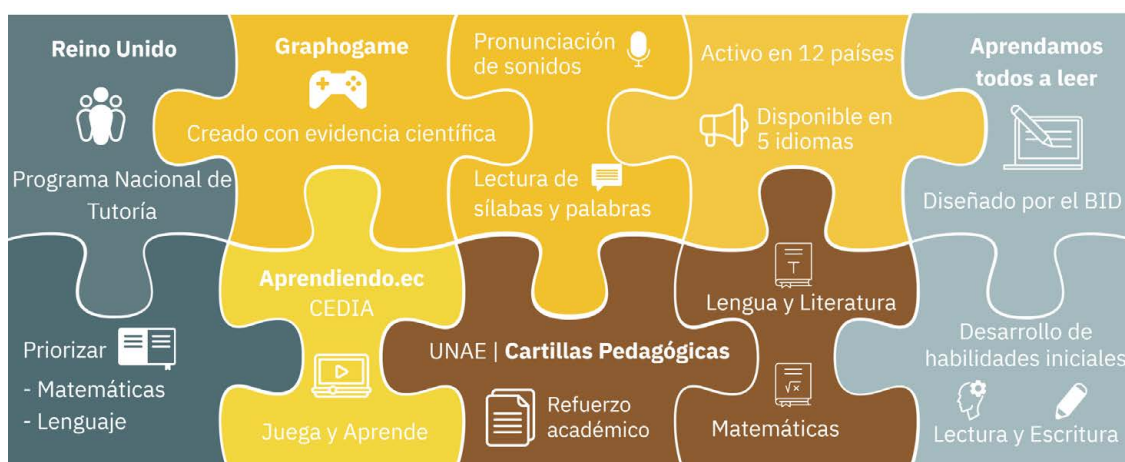 Reino Unido
Programa Nacional de
Tutoría
Graphogame
Creado con evidencia científica
Pronunciación
de sonidos
Lectura de
sílabas y palabras
Activo en 12 países
Disponible en
5 idiomas
Aprendamos
todos a leer
Diseñado por el BID
Priorizar
- Matemáticas
- Lenguaje
Aprendiendo.ec
CEDIA
Juega y Aprende
UNAE | Cartillas Pedagógicas
Refuerzo
académico
T
Lengua y Literatura
√x
Matemáticas
Desarrollo de
habilidades iniciales
Lectura y Escritura